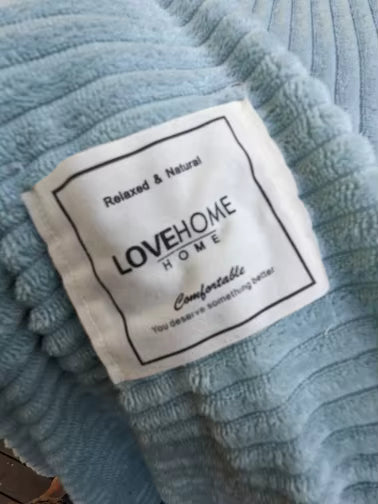 Relaxed & Natural
LOVEHOME
HOME
Comfortable
You deserve something better